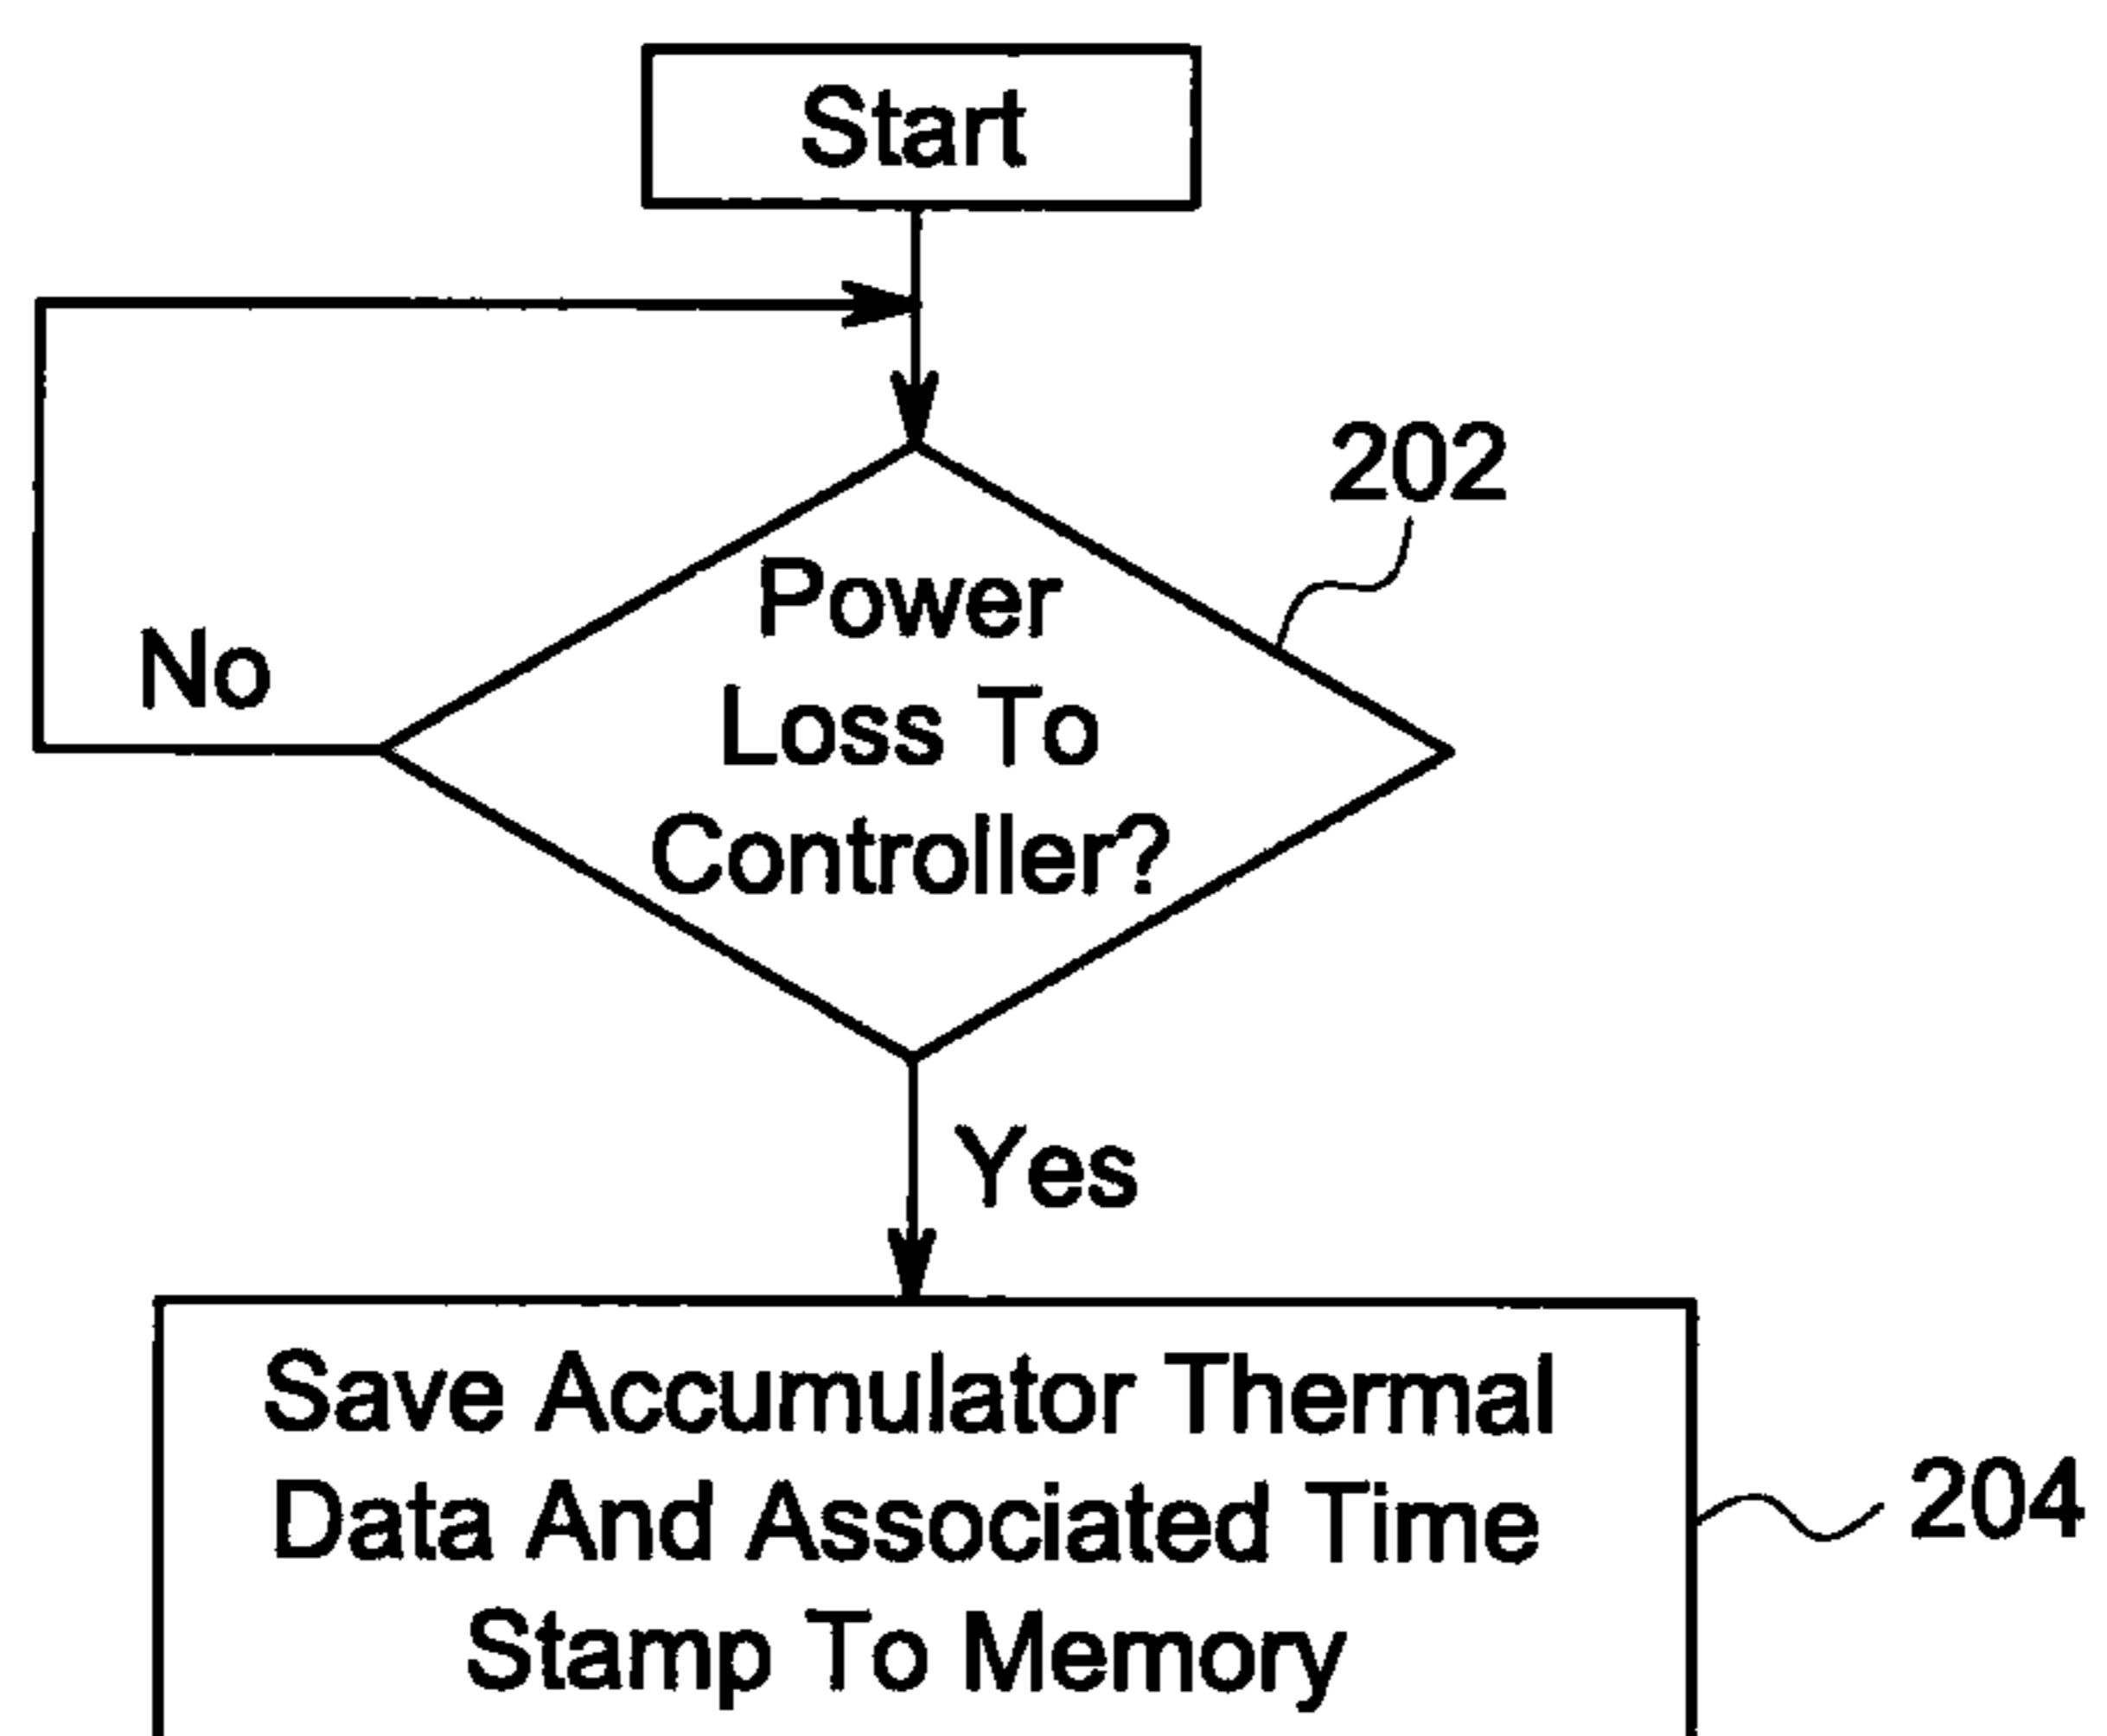 Start
202
Power
Loss To
Controller?
No
Yes
Save Accumulator Thermal
Data And Associated Time
Stamp To Memory
204